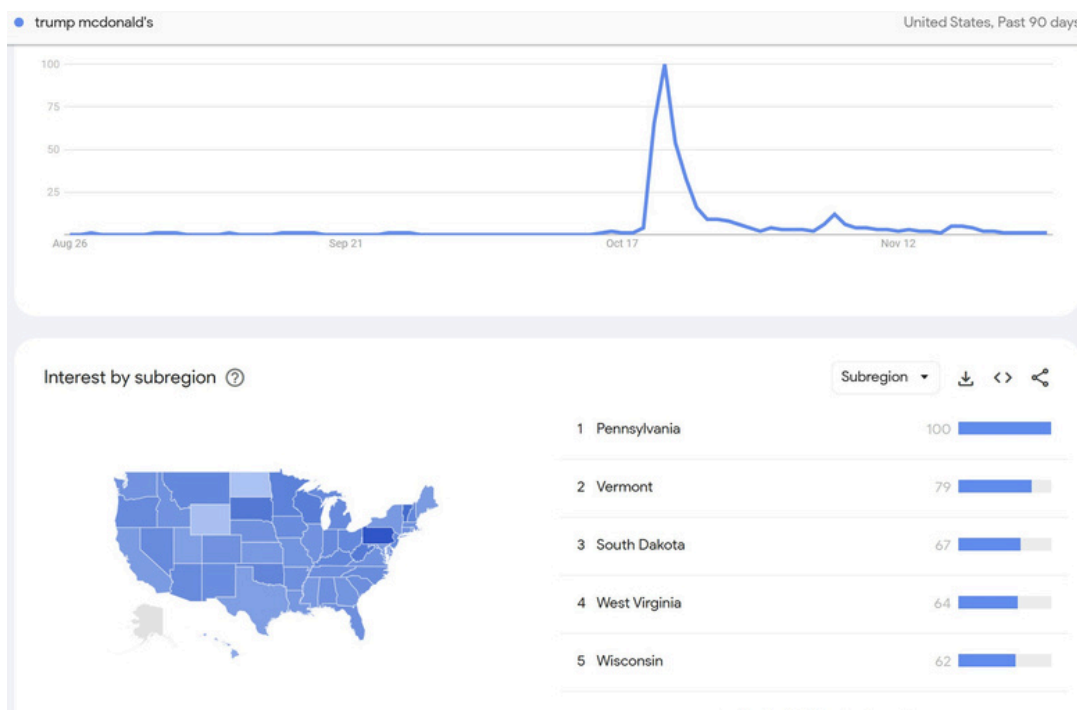 trump mcdonald's
United States, Past 90 days
100
75
50
25
Aug 26
Sep 21
Oct 17
Nov 12
Interest by subregion ?
Subregion
1 Pennsylvania 100
2 Vermont 79
3 South Dakota 67
4 West Virginia 64
5 Wisconsin 62